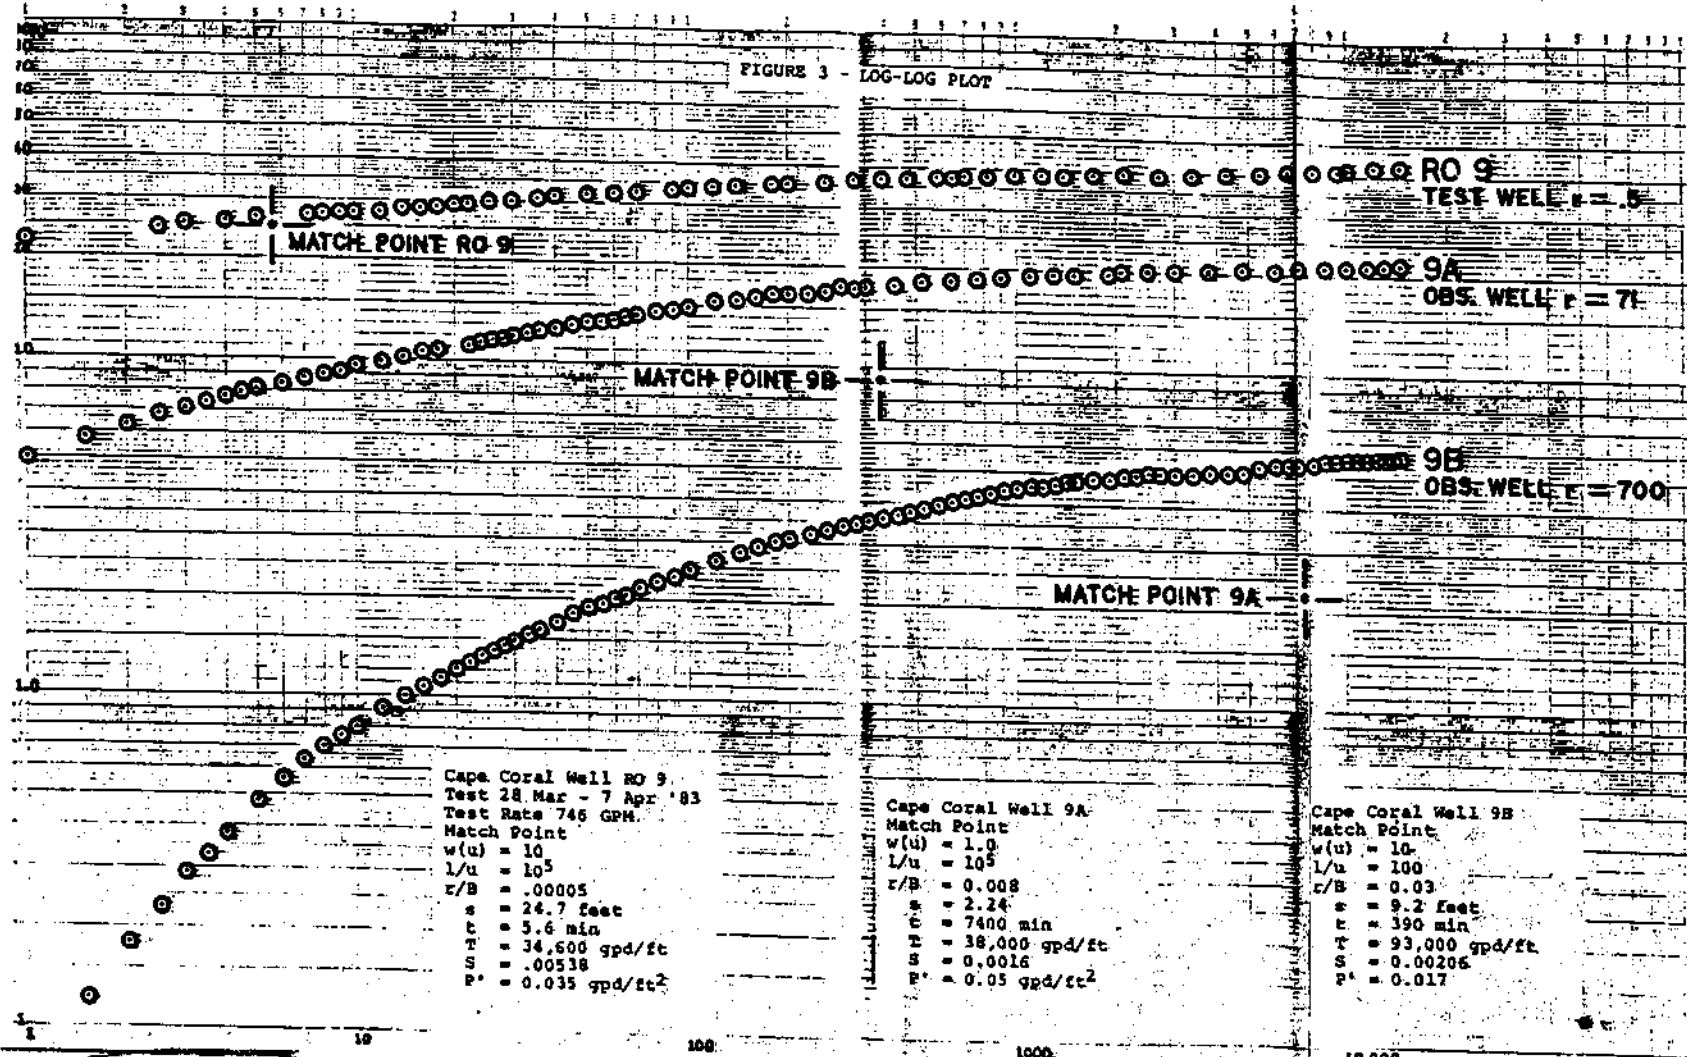 FIGURE 3 - LOG-LOG PLOT
40
RO 9
TEST WELL r = .5
MATCH POINT RO 9
9A
OBS. WELL r = 71
10
MATCH POINT 9B
9B
OBS. WELL r = 700
MATCH POINT 9A
1.0
Cape Coral Well RO 9
Test 28 Mar - 7 Apr '83
Test Rate 746 GPM
Match Point
w(u) = 10
1/u = 10⁵
r/B = .00005
s = 24.7 feet
t = 5.6 min
T = 34,600 gpd/ft
S = .00538
P' = 0.035 gpd/ft²
Cape Coral Well 9A
Match Point
w(u) = 1.0
1/u = 10⁵
r/B = 0.008
s = 2.24
t = 7400 min
T = 38,000 gpd/ft
S = 0.0016
P' = 0.05 gpd/ft²
Cape Coral Well 9B
Match Point
w(u) = 10
1/u = 100
r/B = 0.03
s = 9.2 feet
t = 390 min
T = 93,000 gpd/ft
S = 0.00206
P' = 0.017
1
10
100
1000
10,000